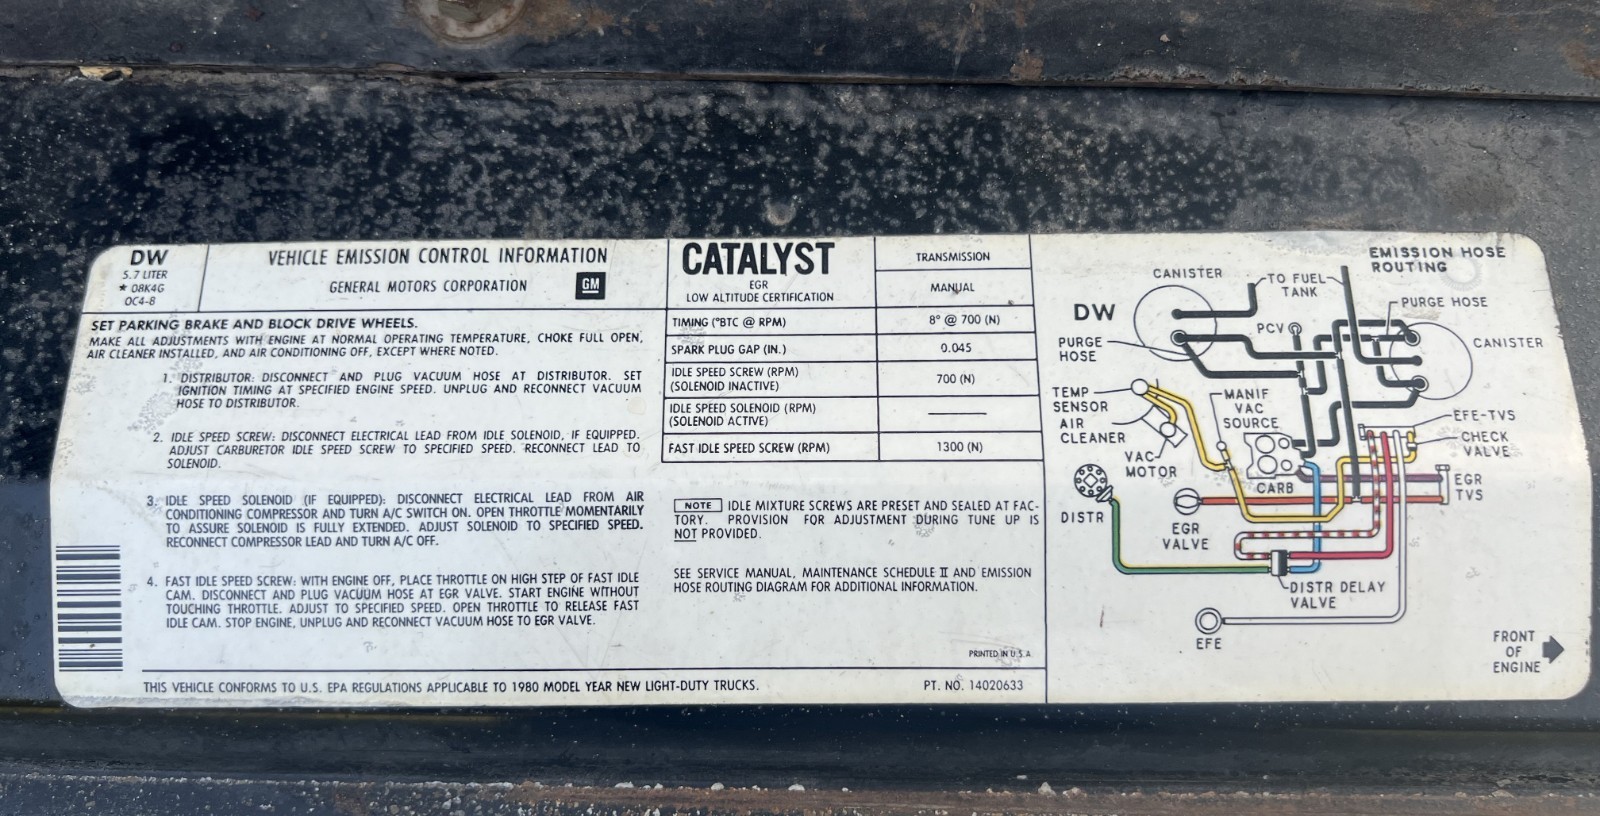 DW
5.7 LITER
★ 08K4G
OC4-8
VEHICLE EMISSION CONTROL INFORMATION
GENERAL MOTORS CORPORATION
GM
SET PARKING BRAKE AND BLOCK DRIVE WHEELS.
MAKE ALL ADJUSTMENTS WITH ENGINE AT NORMAL OPERATING TEMPERATURE, CHOKE FULL OPEN,
AIR CLEANER INSTALLED, AND AIR CONDITIONING OFF, EXCEPT WHERE NOTED.
1. DISTRIBUTOR: DISCONNECT AND PLUG VACUUM HOSE AT DISTRIBUTOR. SET
IGNITION TIMING AT SPECIFIED ENGINE SPEED. UNPLUG AND RECONNECT VACUUM
HOSE TO DISTRIBUTOR.
2. IDLE SPEED SCREW: DISCONNECT ELECTRICAL LEAD FROM IDLE SOLENOID, IF EQUIPPED.
ADJUST CARBURETOR IDLE SPEED SCREW TO SPECIFIED SPEED. RECONNECT LEAD TO
SOLENOID.
3. IDLE SPEED SOLENOID (IF EQUIPPED): DISCONNECT ELECTRICAL LEAD FROM AIR
CONDITIONING COMPRESSOR AND TURN A/C SWITCH ON. OPEN THROTTLE MOMENTARILY
TO ASSURE SOLENOID IS FULLY EXTENDED. ADJUST SOLENOID TO SPECIFIED SPEED.
RECONNECT COMPRESSOR LEAD AND TURN A/C OFF.
4. FAST IDLE SPEED SCREW: WITH ENGINE OFF, PLACE THROTTLE ON HIGH STEP OF FAST IDLE
CAM. DISCONNECT AND PLUG VACUUM HOSE AT EGR VALVE. START ENGINE WITHOUT
TOUCHING THROTTLE. ADJUST TO SPECIFIED SPEED. OPEN THROTTLE TO RELEASE FAST
IDLE CAM. STOP ENGINE, UNPLUG AND RECONNECT VACUUM HOSE TO EGR VALVE.
CATALYST
EGR
LOW ALTITUDE CERTIFICATION
TRANSMISSION
MANUAL
TIMING (°BTC @ RPM) 8° @ 700 (N)
SPARK PLUG GAP (IN.) 0.045
IDLE SPEED SCREW (RPM)
(SOLENOID INACTIVE) 700 (N)
IDLE SPEED SOLENOID (RPM)
(SOLENOID ACTIVE) ———
FAST IDLE SPEED SCREW (RPM) 1300 (N)
NOTE IDLE MIXTURE SCREWS ARE PRESET AND SEALED AT FAC-
TORY. PROVISION FOR ADJUSTMENT DURING TUNE UP IS
NOT PROVIDED.
SEE SERVICE MANUAL, MAINTENANCE SCHEDULE II AND EMISSION
HOSE ROUTING DIAGRAM FOR ADDITIONAL INFORMATION.
PRINTED IN U.S.A.
THIS VEHICLE CONFORMS TO U.S. EPA REGULATIONS APPLICABLE TO 1980 MODEL YEAR NEW LIGHT-DUTY TRUCKS.
PT. NO. 14020633
EMISSION HOSE
ROUTING
DW
CANISTER
TO FUEL
TANK
PURGE HOSE
PCV
CANISTER
PURGE
HOSE
TEMP
SENSOR
AIR
CLEANER
MANIF
VAC
SOURCE
EFE-TVS
CHECK
VALVE
VAC
MOTOR
CARB
EGR
TVS
DISTR
EGR
VALVE
DISTR DELAY
VALVE
EFE
FRONT
OF
ENGINE